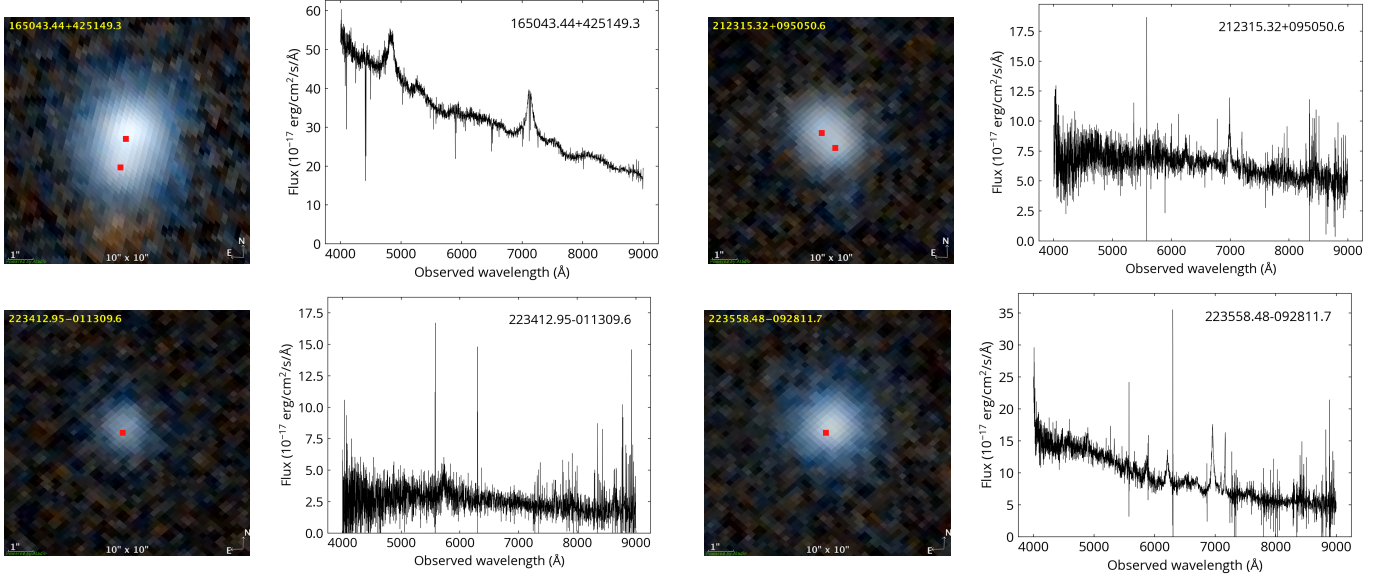 165043.44+425149.3
1"
10" x 10"
N
E
165043.44+425149.3
Flux (10⁻¹⁷ erg/cm²/s/Å)
60
50
40
30
20
10
0
4000 5000 6000 7000 8000 9000
Observed wavelength (Å)
212315.32+095050.6
1"
10" x 10"
N
E
212315.32+095050.6
Flux (10⁻¹⁷ erg/cm²/s/Å)
17.5
15.0
12.5
10.0
7.5
5.0
2.5
0.0
4000 5000 6000 7000 8000 9000
Observed wavelength (Å)
223412.95−011309.6
1"
10" x 10"
N
E
223412.95-011309.6
Flux (10⁻¹⁷ erg/cm²/s/Å)
17.5
15.0
12.5
10.0
7.5
5.0
2.5
0.0
4000 5000 6000 7000 8000 9000
Observed wavelength (Å)
223558.48−092811.7
1"
10" x 10"
N
E
223558.48-092811.7
Flux (10⁻¹⁷ erg/cm²/s/Å)
35
30
25
20
15
10
5
0
4000 5000 6000 7000 8000 9000
Observed wavelength (Å)